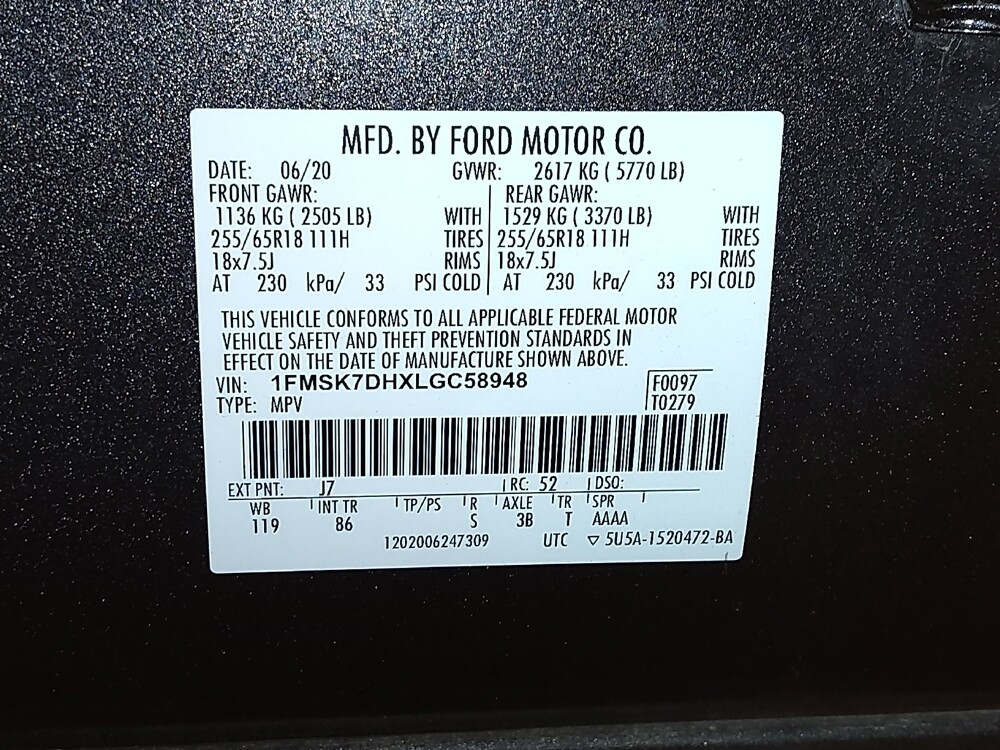 MFD. BY FORD MOTOR CO.
DATE: 06/20 GVWR: 2617 KG ( 5770 LB)
FRONT GAWR: REAR GAWR:
1136 KG ( 2505 LB) WITH 1529 KG ( 3370 LB) WITH
255/65R18 111H TIRES 255/65R18 111H TIRES
18x7.5J RIMS 18x7.5J RIMS
AT 230 kPa/ 33 PSI COLD AT 230 kPa/ 33 PSI COLD
THIS VEHICLE CONFORMS TO ALL APPLICABLE FEDERAL MOTOR
VEHICLE SAFETY AND THEFT PREVENTION STANDARDS IN
EFFECT ON THE DATE OF MANUFACTURE SHOWN ABOVE.
VIN: 1FMSK7DHXLGC58948 F0097
TYPE: MPV T0279
EXT PNT: J7 RC: 52 DSO:
WB INT TR TP/PS R AXLE TR SPR
119 86 S 3B T AAAA
1202006247309 UTC ▽ 5U5A-1520472-BA